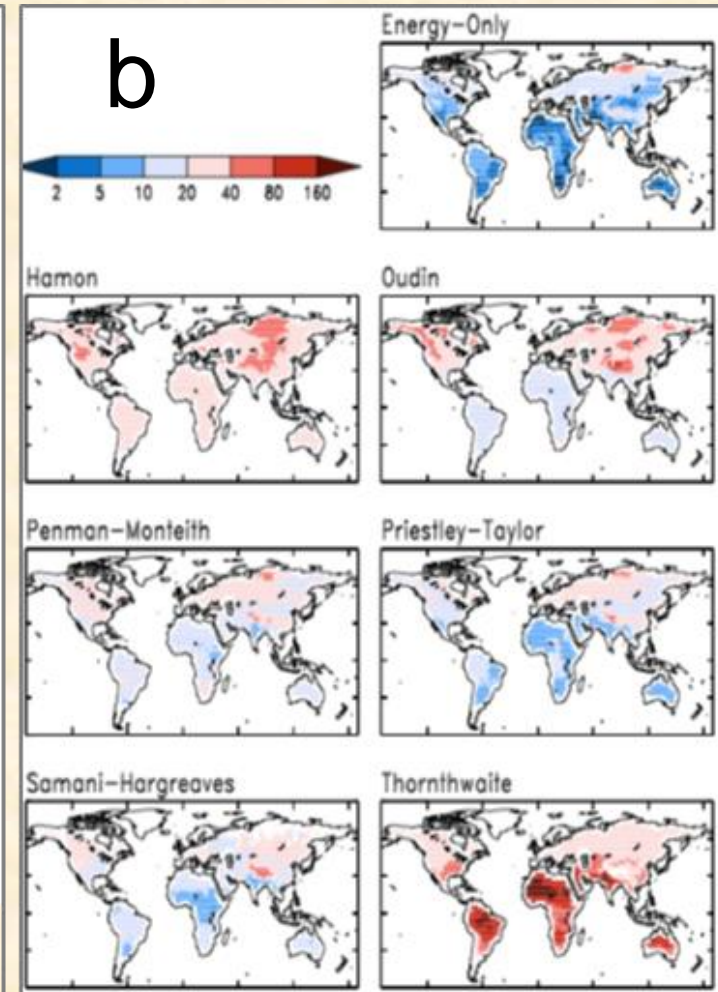 b
Energy-Only
2 5 10 20 40 80 160
Hamon
Oudin
Penman-Monteith
Priestley-Taylor
Samani-Hargreaves
Thornthwaite